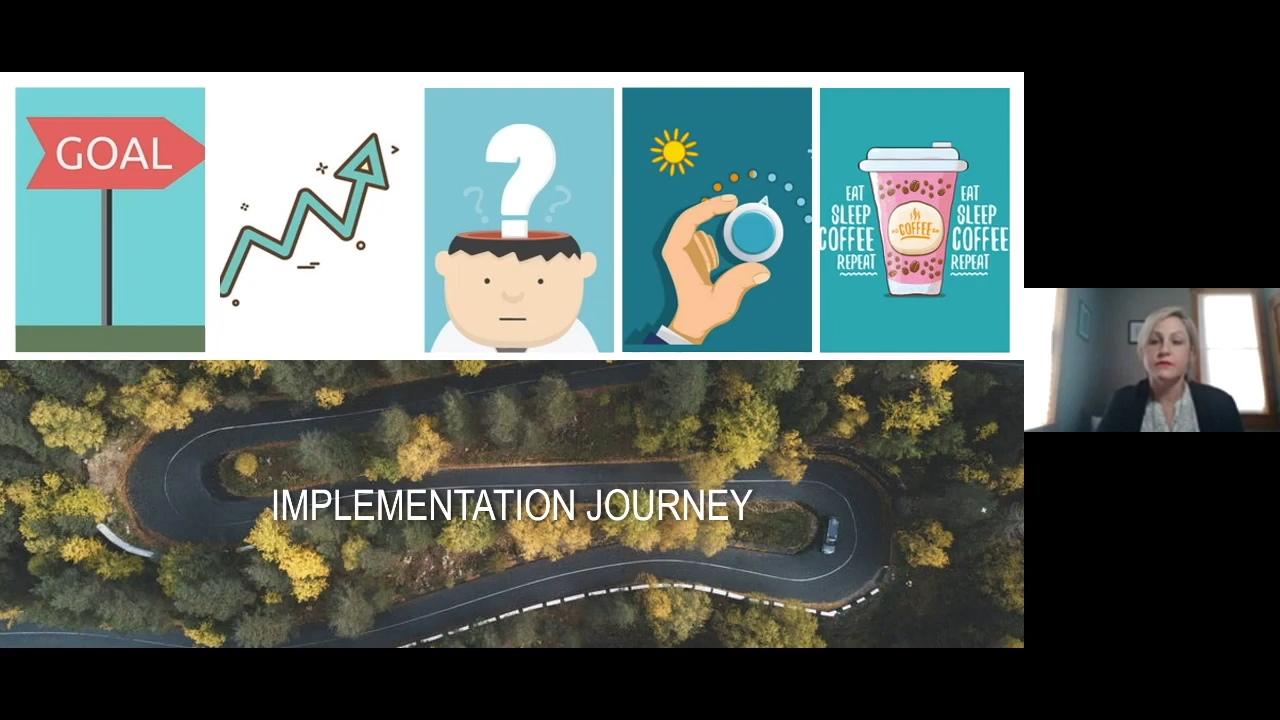 GOAL
?
EAT
SLEEP
COFFEE
REPEAT
COFFEE
EAT
SLEEP
COFFEE
REPEAT
IMPLEMENTATION JOURNEY